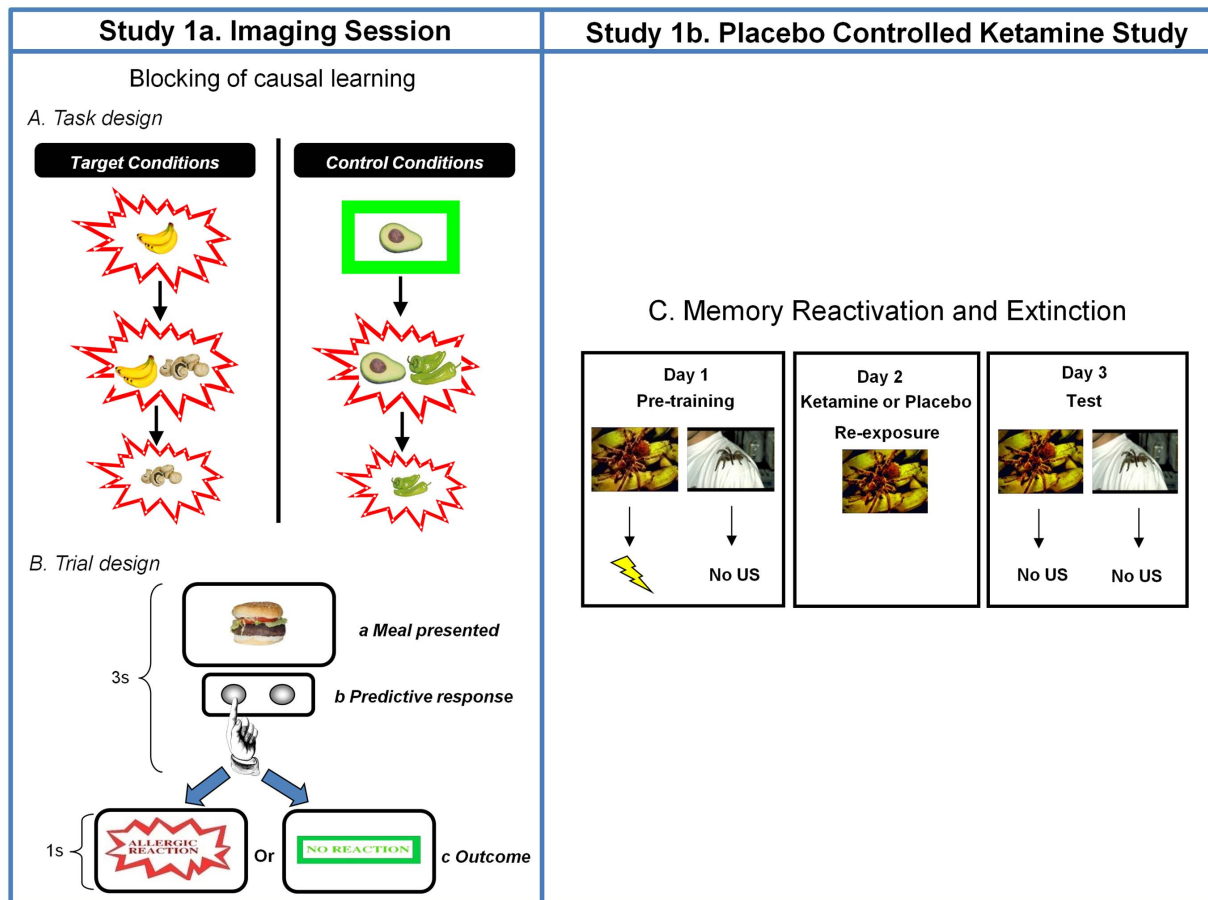 Study 1a. Imaging Session
Blocking of causal learning
A. Task design
Target Conditions
Control Conditions
B. Trial design
a Meal presented
3s
b Predictive response
1s
ALLERGIC
REACTION
Or
NO REACTION
c Outcome
Study 1b. Placebo Controlled Ketamine Study
C. Memory Reactivation and Extinction
Day 1
Pre-training
No US
Day 2
Ketamine or Placebo
Re-exposure
Day 3
Test
No US
No US